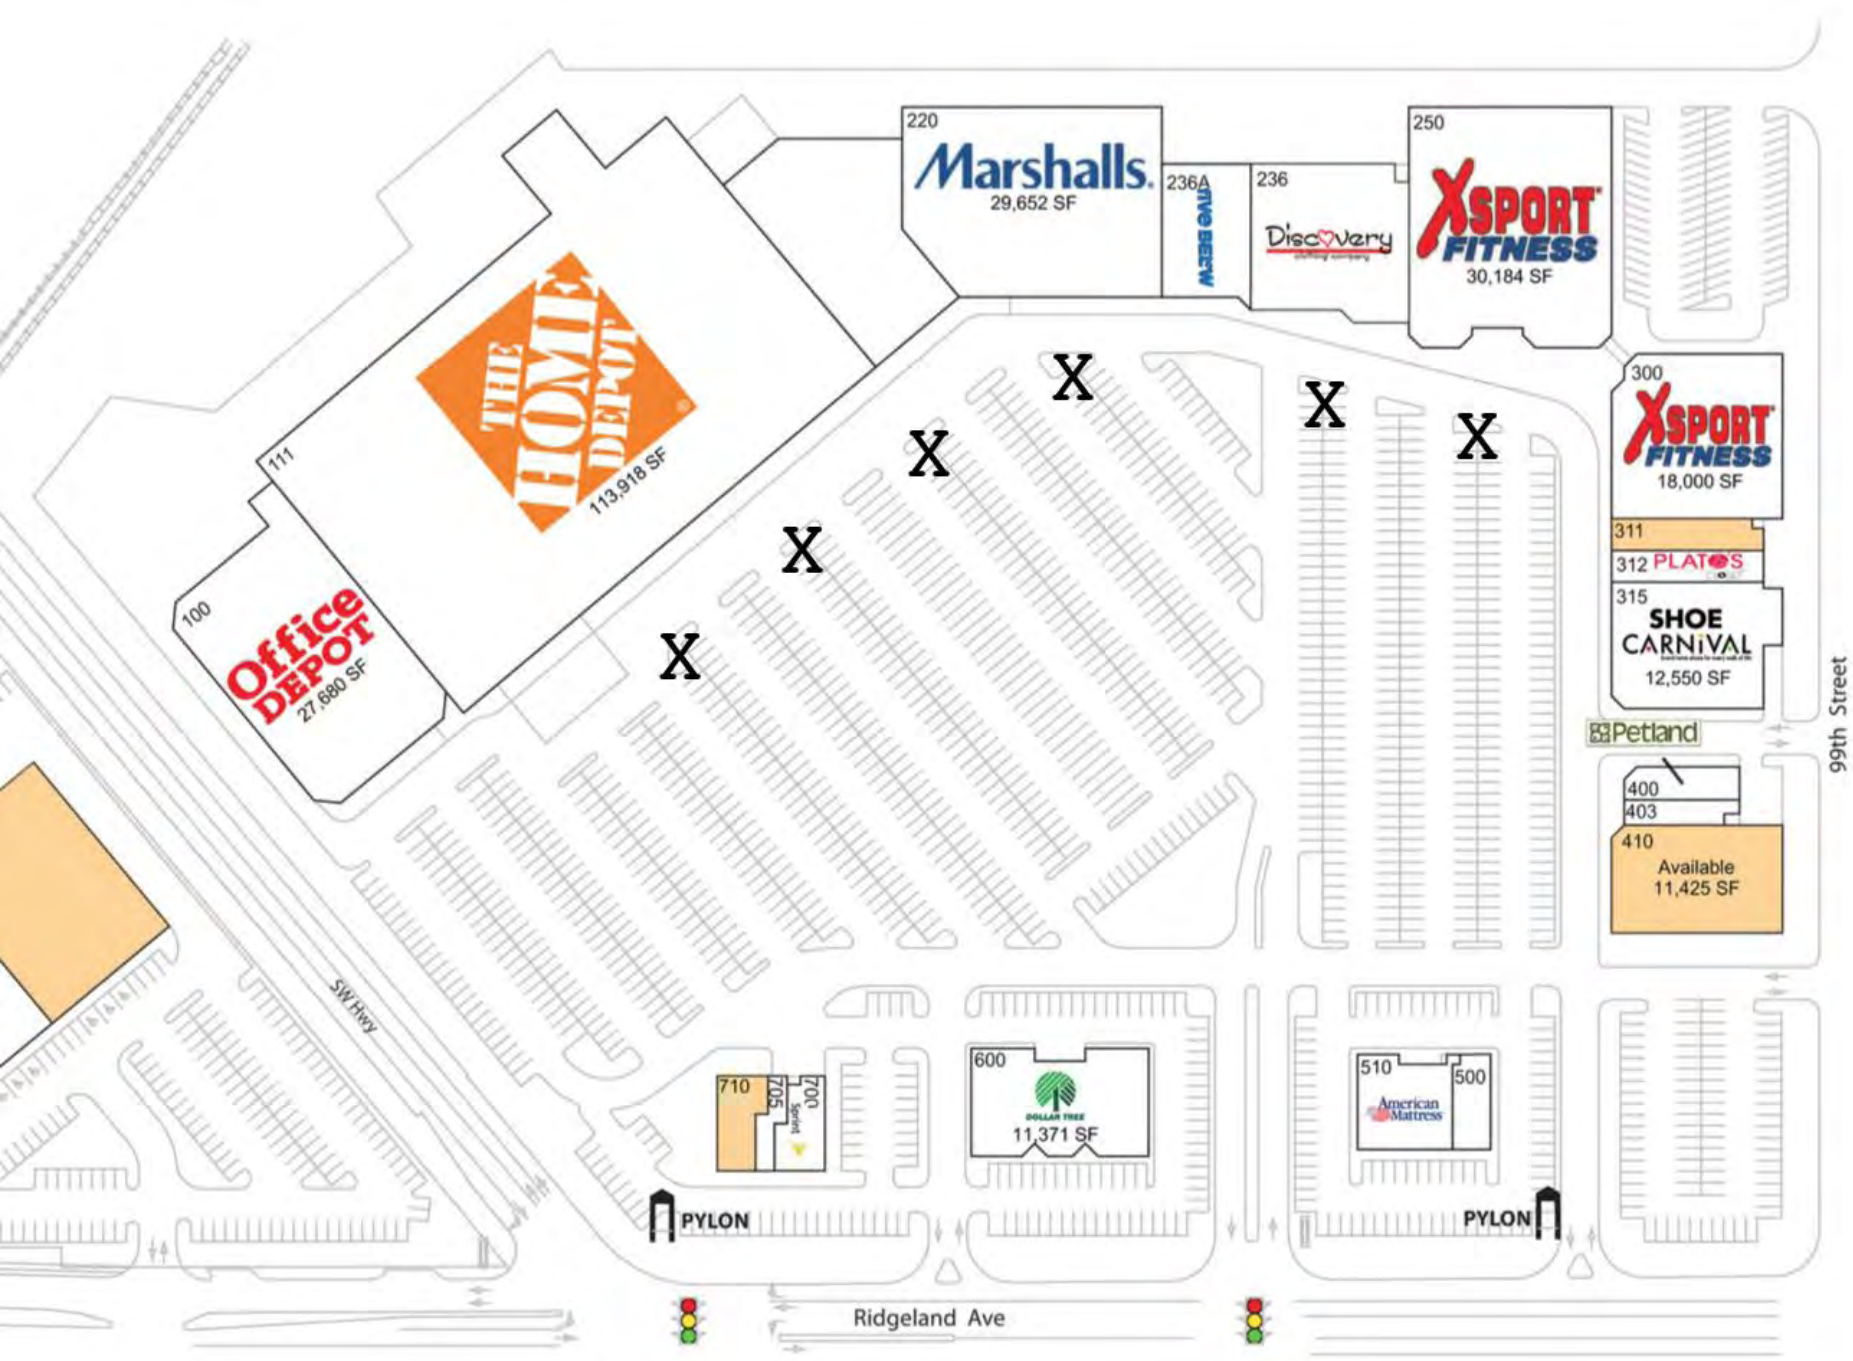 220
Marshalls.
29,652 SF
236A
236
Discovery
250
XSPORT
FITNESS
30,184 SF
300
XSPORT
FITNESS
18,000 SF
311
312 PLATO'S
315
SHOE
CARNIVAL
12,550 SF
99th Street
Petland
400
403
410
Available
11,425 SF
111
THE
HOME
DEPOT
113,918 SF
100
Office
DEPOT
27,680 SF
X
X
X
X
X
X
X
SW Hwy
710
705
700
Sprint
600
DOLLAR TREE
11,371 SF
510
500
American
Mattress
PYLON
PYLON
Ridgeland Ave